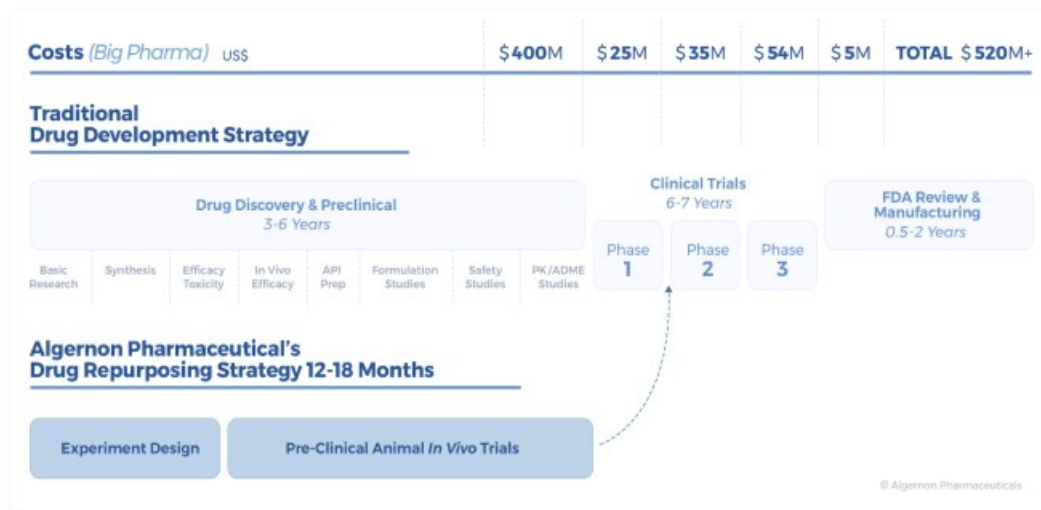 Costs (Big Pharma) US$ $400M $25M $35M $54M $5M TOTAL $520M+
Traditional
Drug Development Strategy
Drug Discovery & Preclinical
3-6 Years
Clinical Trials
6-7 Years
Phase
1
Phase
2
Phase
3
FDA Review &
Manufacturing
0.5-2 Years
Basic
Research
Synthesis
Efficacy
Toxicity
In Vivo
Efficacy
API
Prep
Formulation
Studies
Safety
Studies
PK/ADME
Studies
Algernon Pharmaceutical's
Drug Repurposing Strategy 12-18 Months
Experiment Design
Pre-Clinical Animal In Vivo Trials
© Algernon Pharmaceuticals